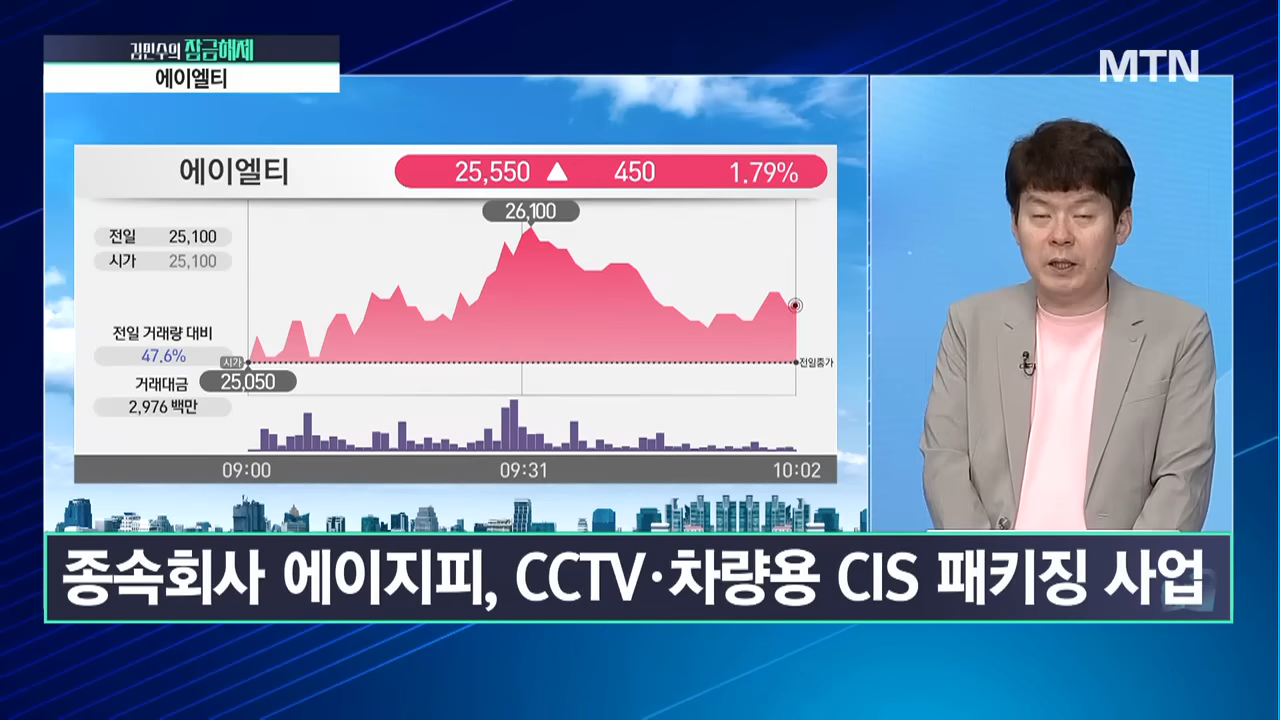 김민수의 잠금해제
에이엘티
MTN
에이엘티
25,550 ▲ 450 1.79%
26,100
전일 25,100
시가 25,100
전일 거래량 대비
47.6%
시가
전일종가
거래대금
25,050
2,976 백만
09:00 09:31 10:02
종속회사 에이지피, CCTV·차량용 CIS 패키징 사업